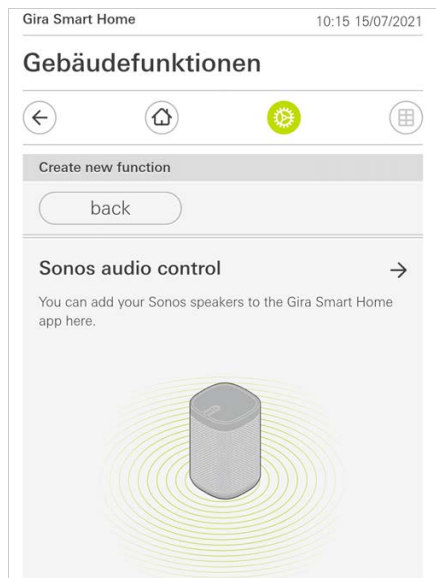 Gira Smart Home 10:15 15/07/2021
Gebäudefunktionen
Create new function
back
Sonos audio control
You can add your Sonos speakers to the Gira Smart Home
app here.